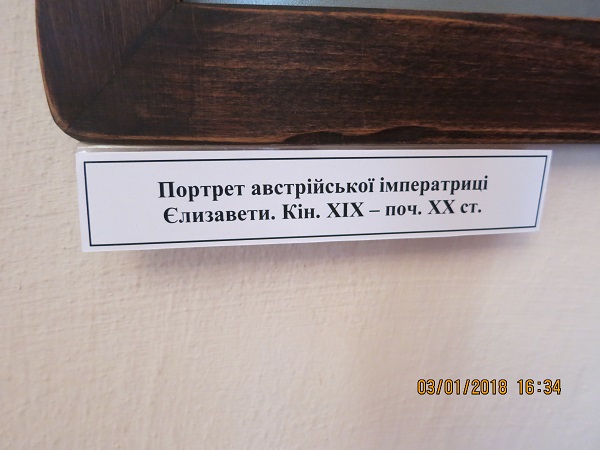 Портрет австрійської імператриці
Єлизавети. Кін. XIX – поч. XX ст.
03/01/2018 16:34